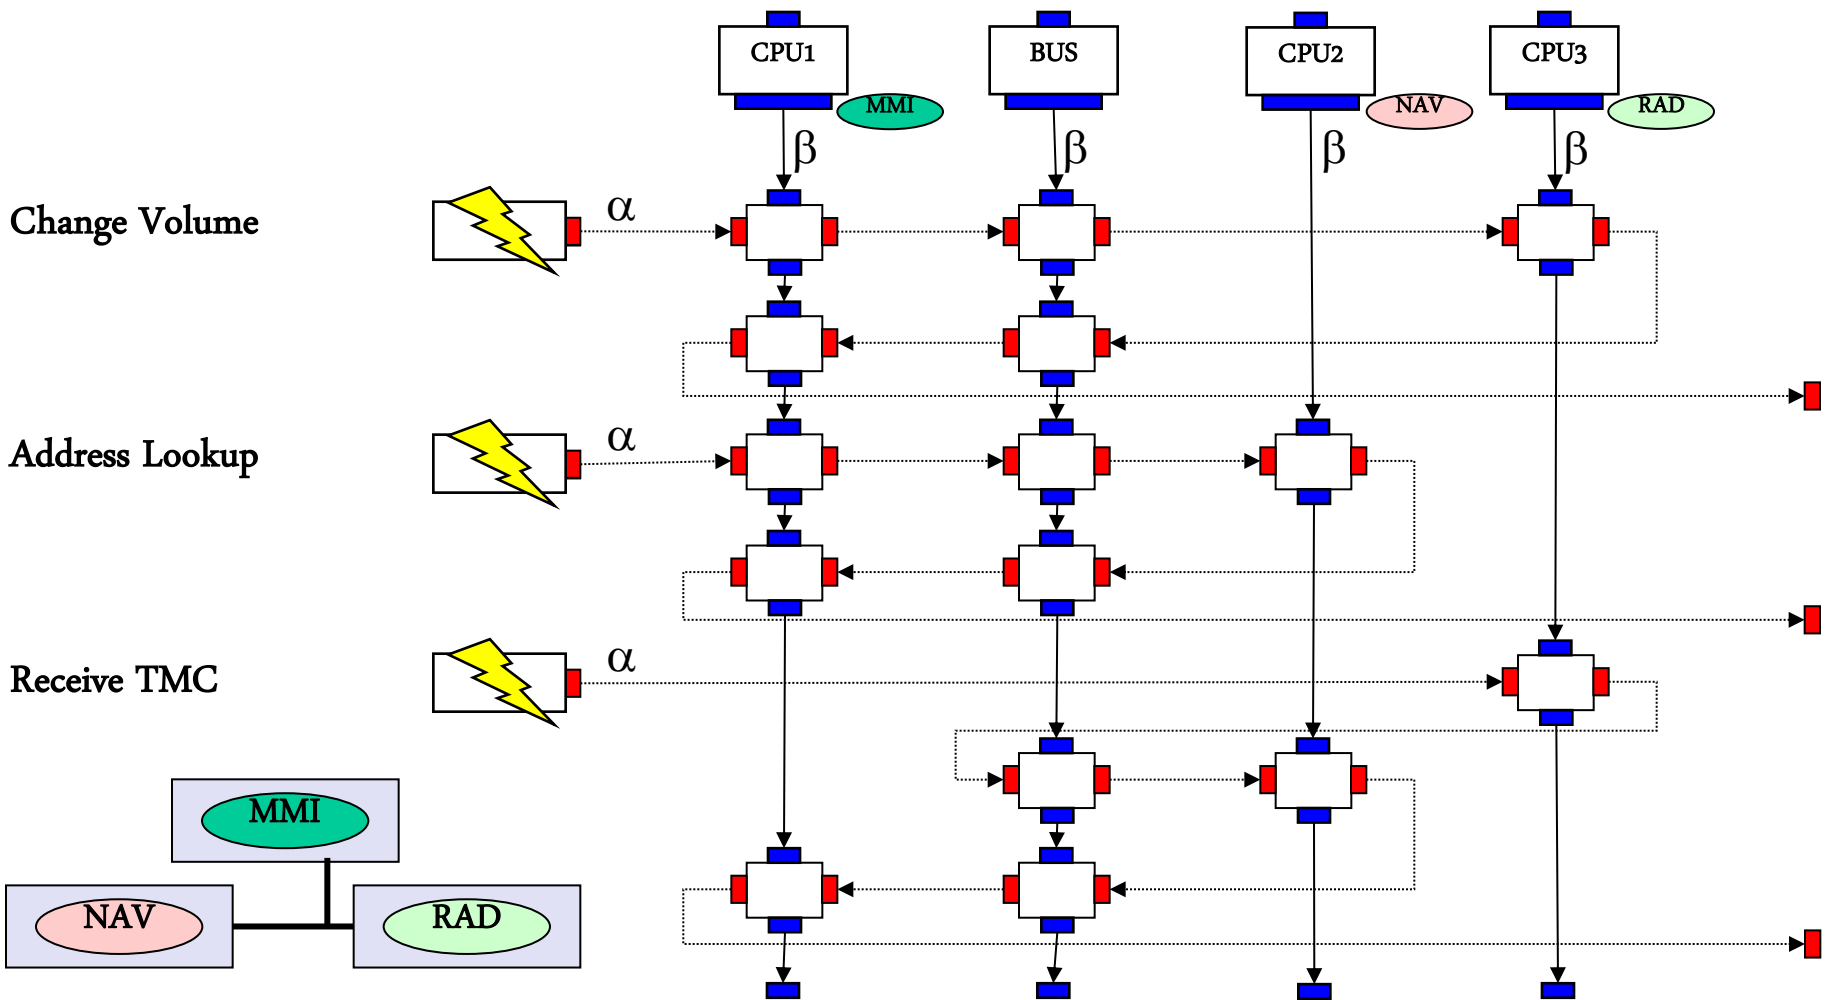 CPU1
BUS
CPU2
CPU3
MMI
NAV
RAD
β
β
β
β
Change Volume
α
Address Lookup
α
Receive TMC
α
MMI
NAV
RAD